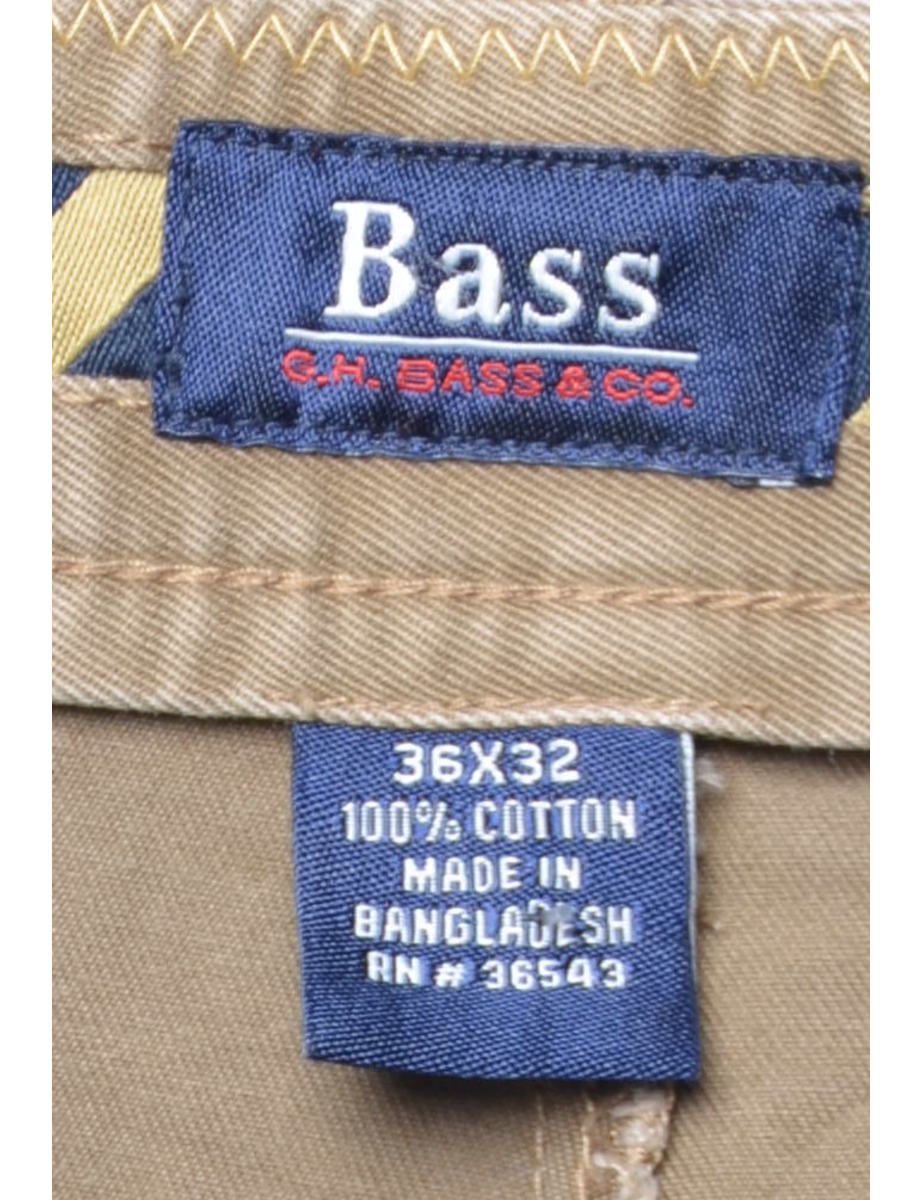 Bass
G.H. BASS & CO.
36X32
100% COTTON
MADE IN
BANGLADESH
RN # 36543